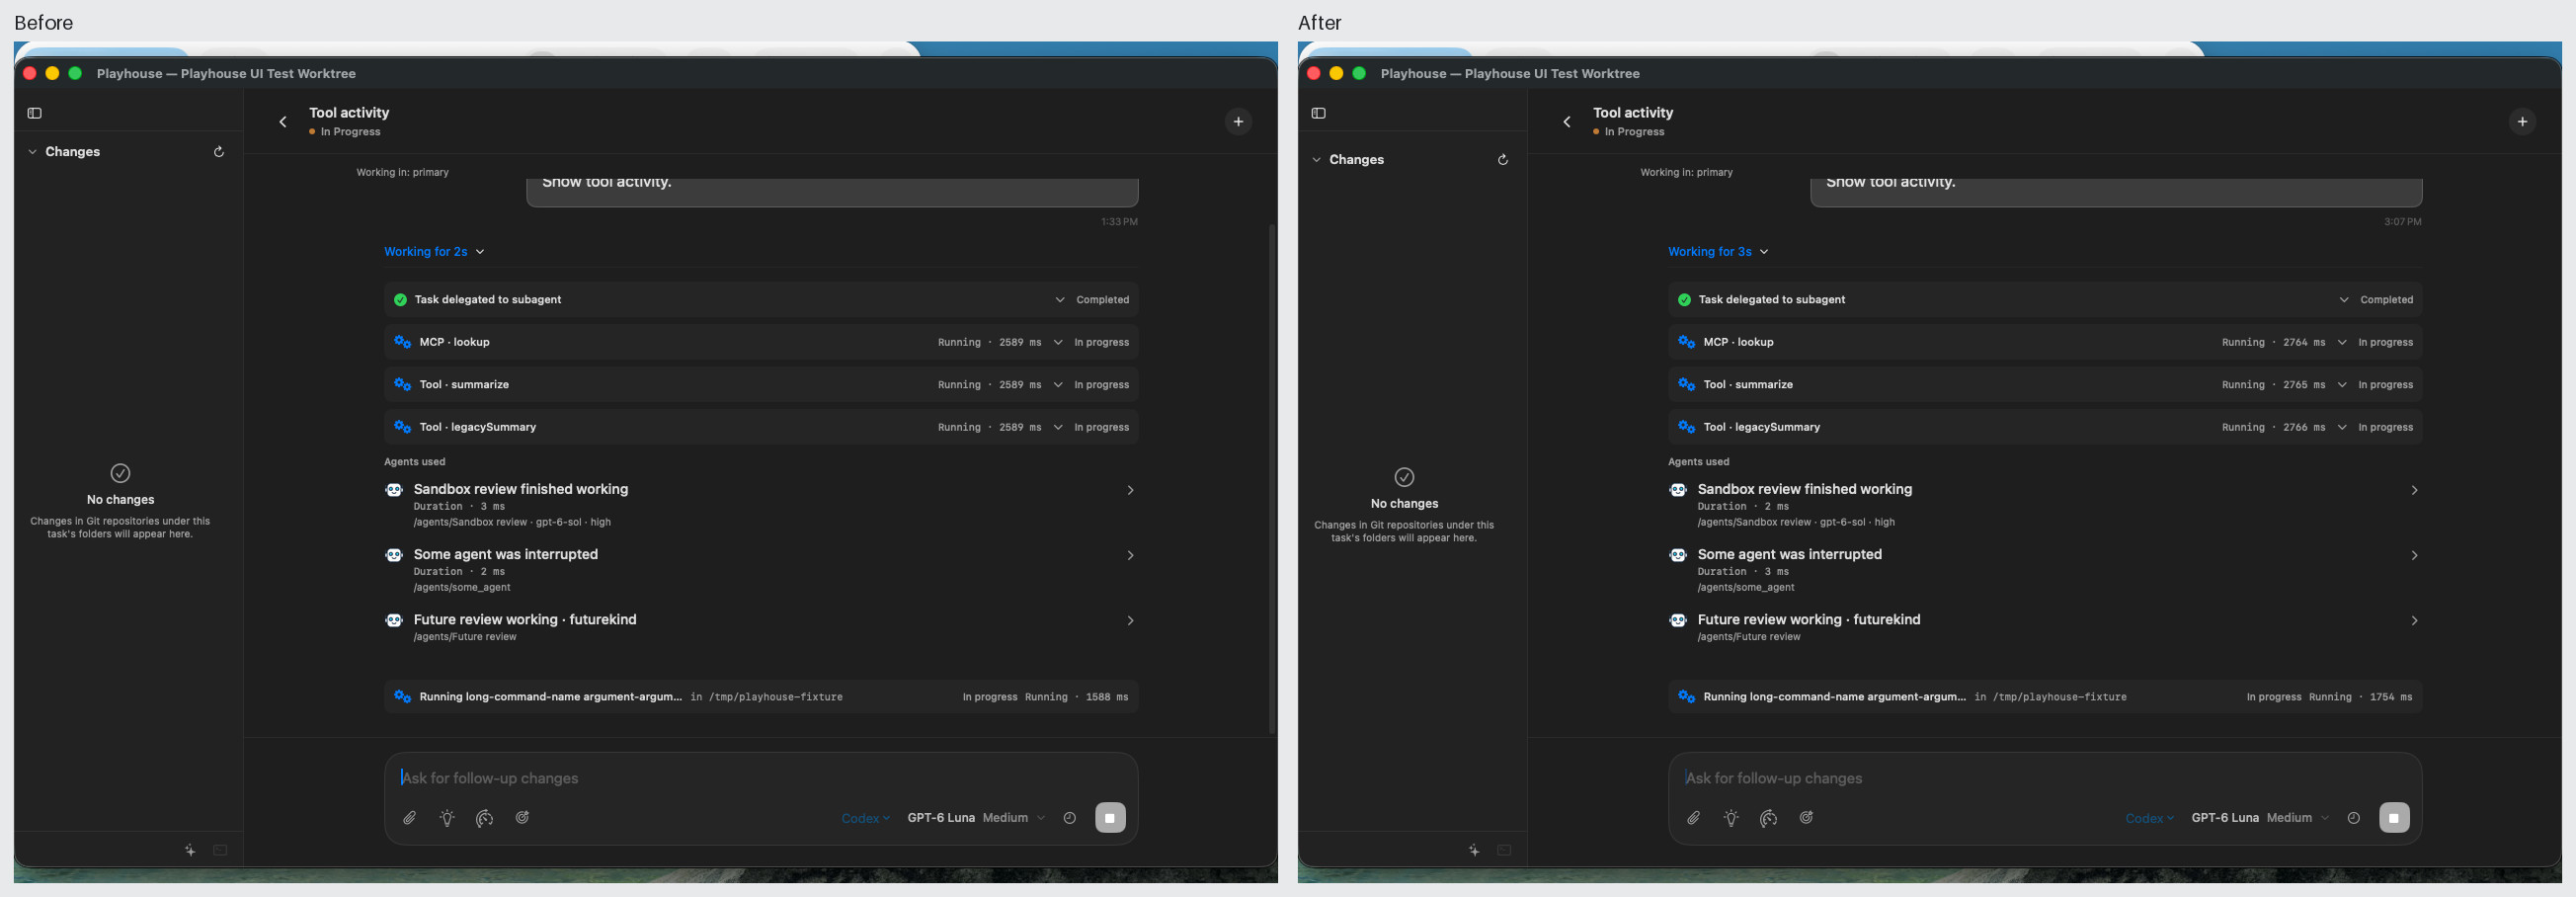 Before
Playhouse — Playhouse UI Test Worktree
Changes
No changes
Changes in Git repositories under this
task's folders will appear here.
Tool activity
In Progress
Working in: primary
Show tool activity.
1:33 PM
Working for 2s
Task delegated to subagent Completed
MCP · lookup Running · 2589 ms In progress
Tool · summarize Running · 2589 ms In progress
Tool · legacySummary Running · 2589 ms In progress
Agents used
Sandbox review finished working
Duration · 3 ms
/agents/Sandbox review · gpt-6-sol · high
Some agent was interrupted
Duration · 2 ms
/agents/some_agent
Future review working · futurekind
/agents/Future review
Running long-command-name argument-argum... in /tmp/playhouse-fixture In progress Running · 1588 ms
Ask for follow-up changes
Codex GPT-6 Luna Medium
After
Playhouse — Playhouse UI Test Worktree
Changes
No changes
Changes in Git repositories under this
task's folders will appear here.
Tool activity
In Progress
Working in: primary
Show tool activity.
3:07 PM
Working for 3s
Task delegated to subagent Completed
MCP · lookup Running · 2764 ms In progress
Tool · summarize Running · 2765 ms In progress
Tool · legacySummary Running · 2766 ms In progress
Agents used
Sandbox review finished working
Duration · 2 ms
/agents/Sandbox review · gpt-6-sol · high
Some agent was interrupted
Duration · 3 ms
/agents/some_agent
Future review working · futurekind
/agents/Future review
Running long-command-name argument-argum... in /tmp/playhouse-fixture In progress Running · 1754 ms
Ask for follow-up changes
Codex GPT-6 Luna Medium